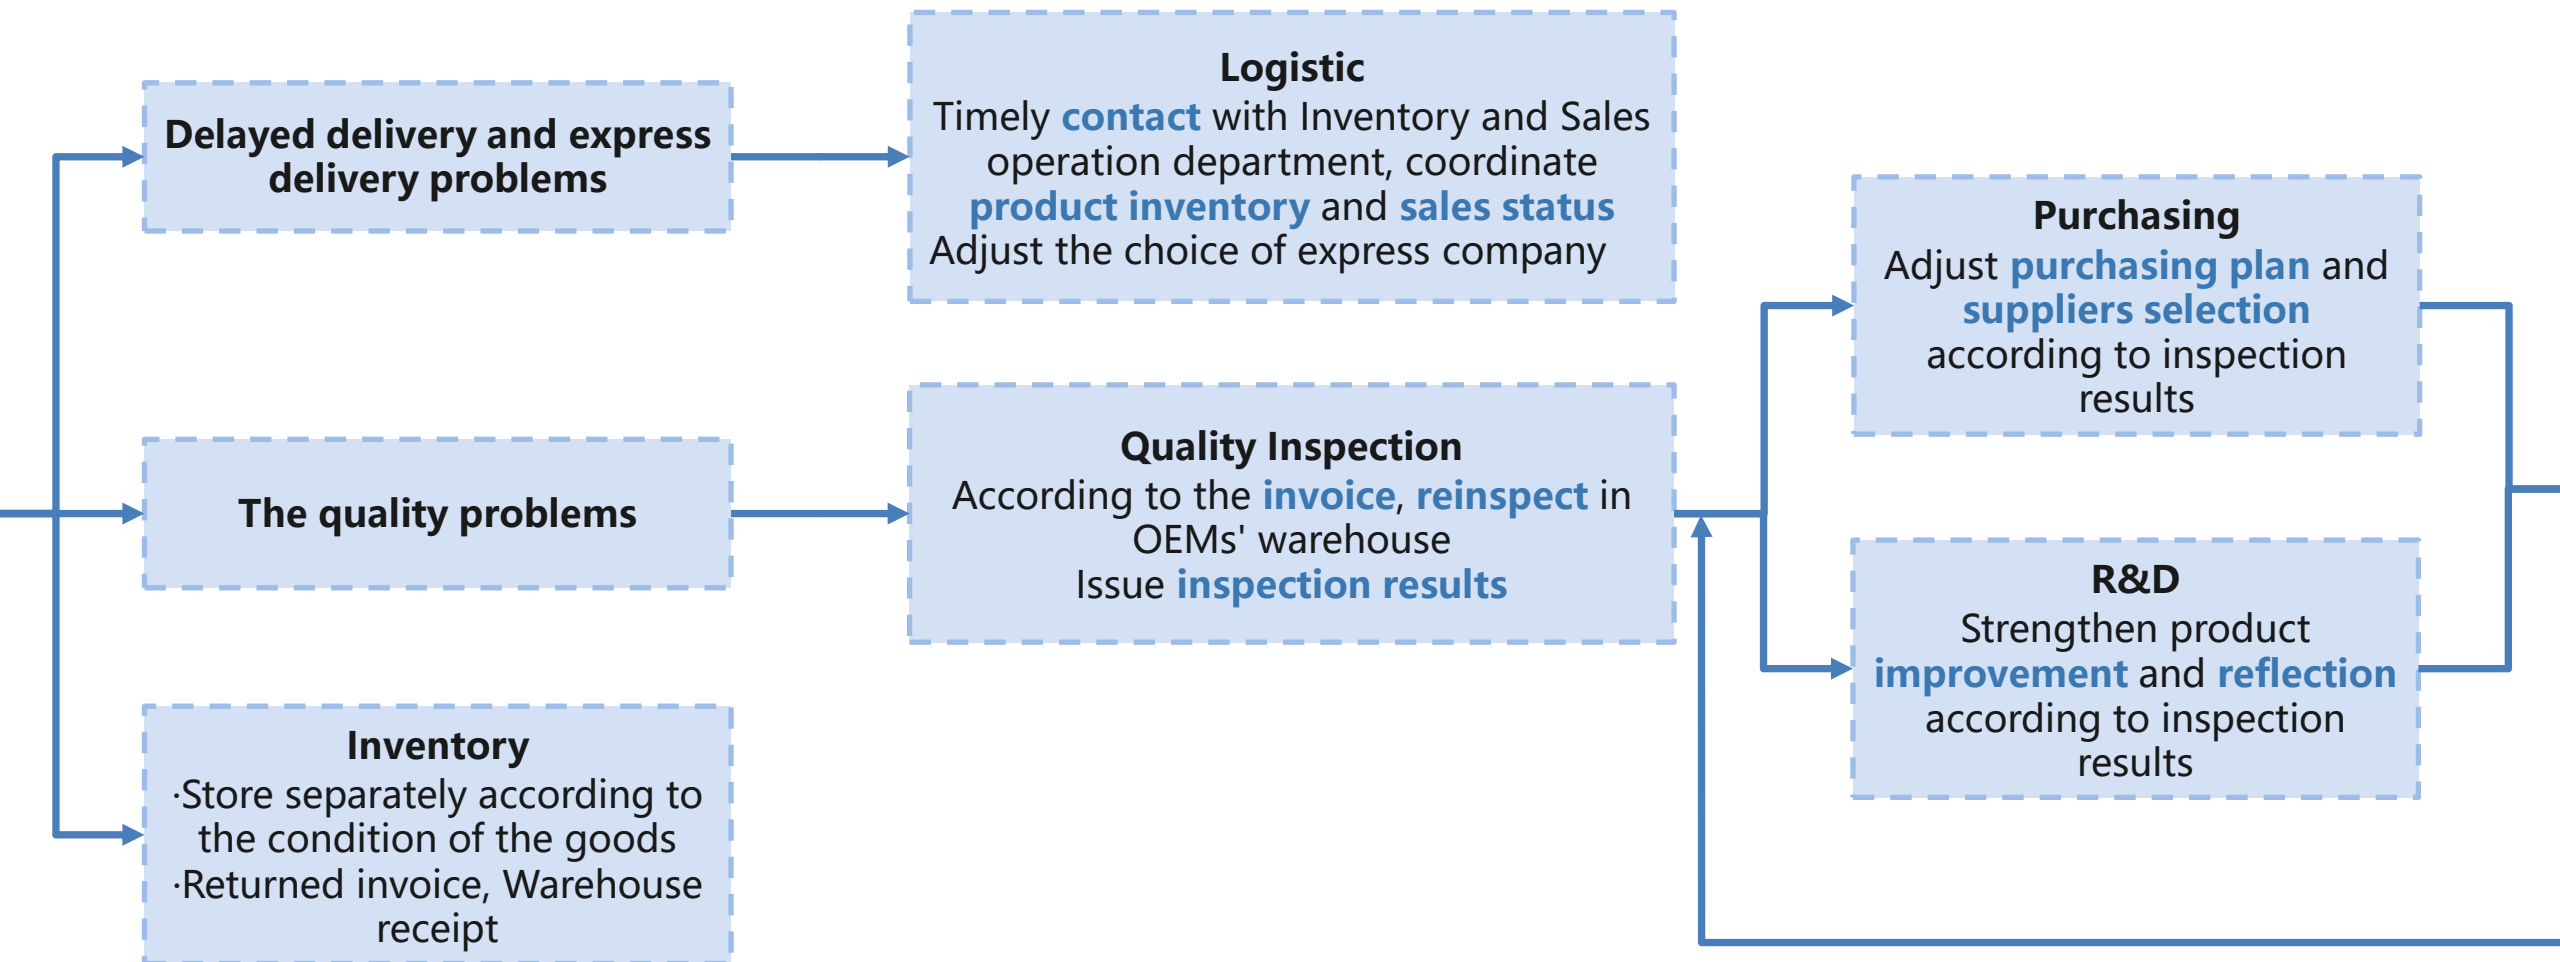 Delayed delivery and express
delivery problems
Logistic
Timely contact with Inventory and Sales
operation department, coordinate
product inventory and sales status
Adjust the choice of express company
The quality problems
Quality Inspection
According to the invoice, reinspect in
OEMs' warehouse
Issue inspection results
Purchasing
Adjust purchasing plan and
suppliers selection
according to inspection
results
R&D
Strengthen product
improvement and reflection
according to inspection
results
Inventory
·Store separately according to
the condition of the goods
·Returned invoice, Warehouse
receipt